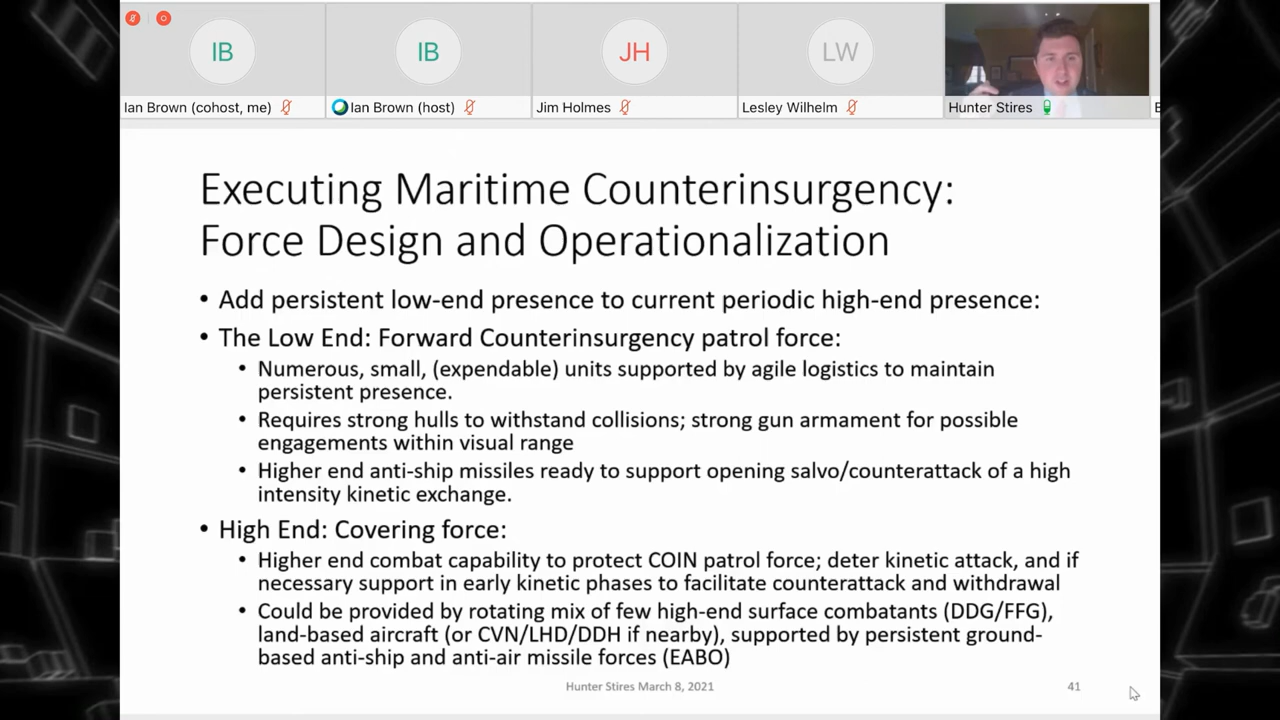 IB
IB
JH
LW
Ian Brown (cohost, me)
Ian Brown (host)
Jim Holmes
Lesley Wilhelm
Hunter Stires
E
Executing Maritime Counterinsurgency:
Force Design and Operationalization
• Add persistent low-end presence to current periodic high-end presence:
• The Low End: Forward Counterinsurgency patrol force:
• Numerous, small, (expendable) units supported by agile logistics to maintain
persistent presence.
• Requires strong hulls to withstand collisions; strong gun armament for possible
engagements within visual range
• Higher end anti-ship missiles ready to support opening salvo/counterattack of a high
intensity kinetic exchange.
• High End: Covering force:
• Higher end combat capability to protect COIN patrol force; deter kinetic attack, and if
necessary support in early kinetic phases to facilitate counterattack and withdrawal
• Could be provided by rotating mix of few high-end surface combatants (DDG/FFG),
land-based aircraft (or CVN/LHD/DDH if nearby), supported by persistent ground-
based anti-ship and anti-air missile forces (EABO)
Hunter Stires March 8, 2021
41